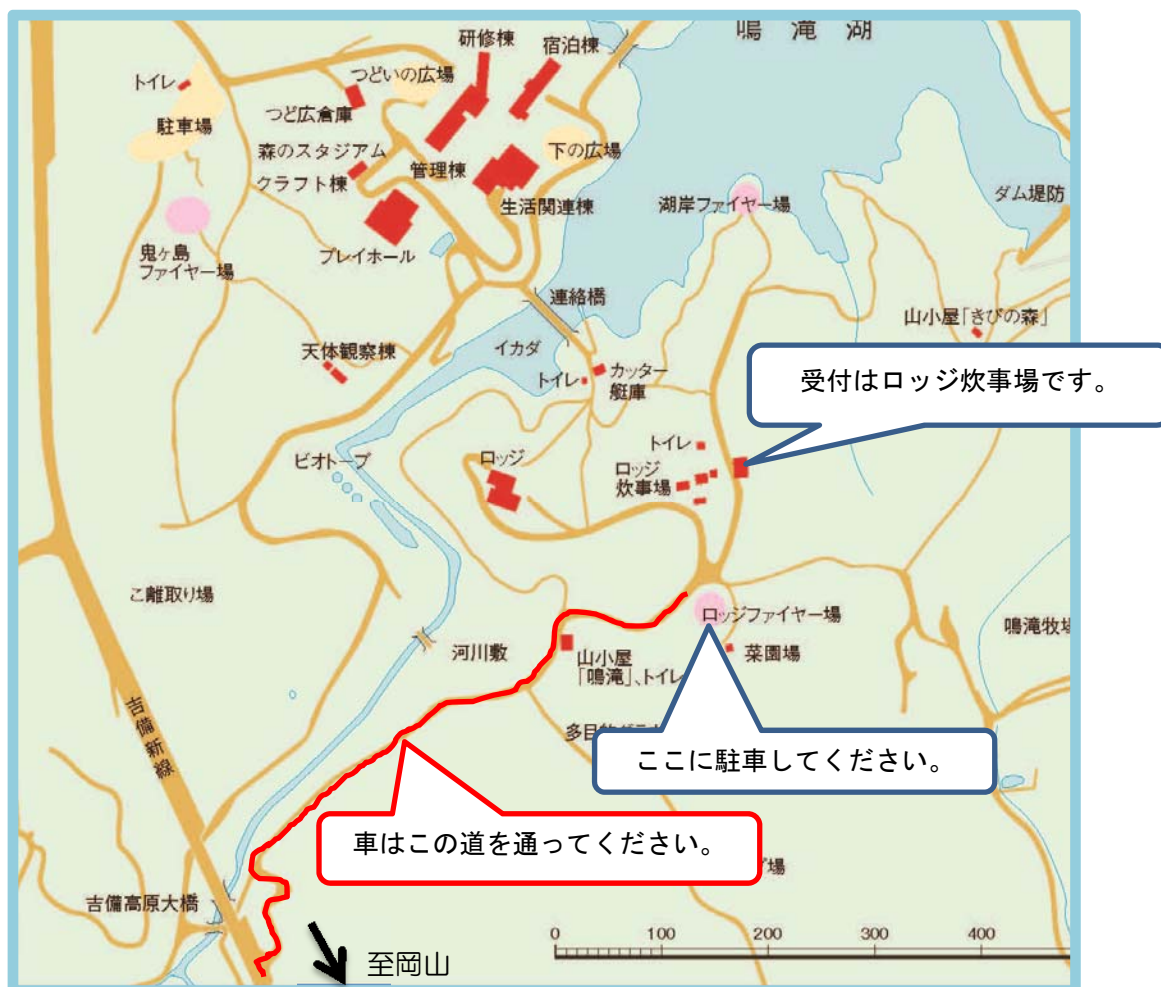 鳴滝湖
研修棟
宿泊棟
トイレ
つどいの広場
つど広倉庫
駐車場
森のスタジアム
クラフト棟
管理棟
下の広場
生活関連棟
湖岸ファイヤー場
ダム堤防
鬼ヶ島
ファイヤー場
プレイホール
連絡橋
山小屋「きびの森」
天体観察棟
イカダ
トイレ
カッター
艇庫
受付はロッジ炊事場です。
トイレ
ビオトープ
ロッジ
ロッジ
炊事場
こ離取り場
ロッジファイヤー場
鳴滝牧場
河川敷
山小屋
「鳴滝」、トイレ
菜園場
吉備新線
多目的
ここに駐車してください。
車はこの道を通ってください。
場
吉備高原大橋
0 100 200 300 400
至岡山